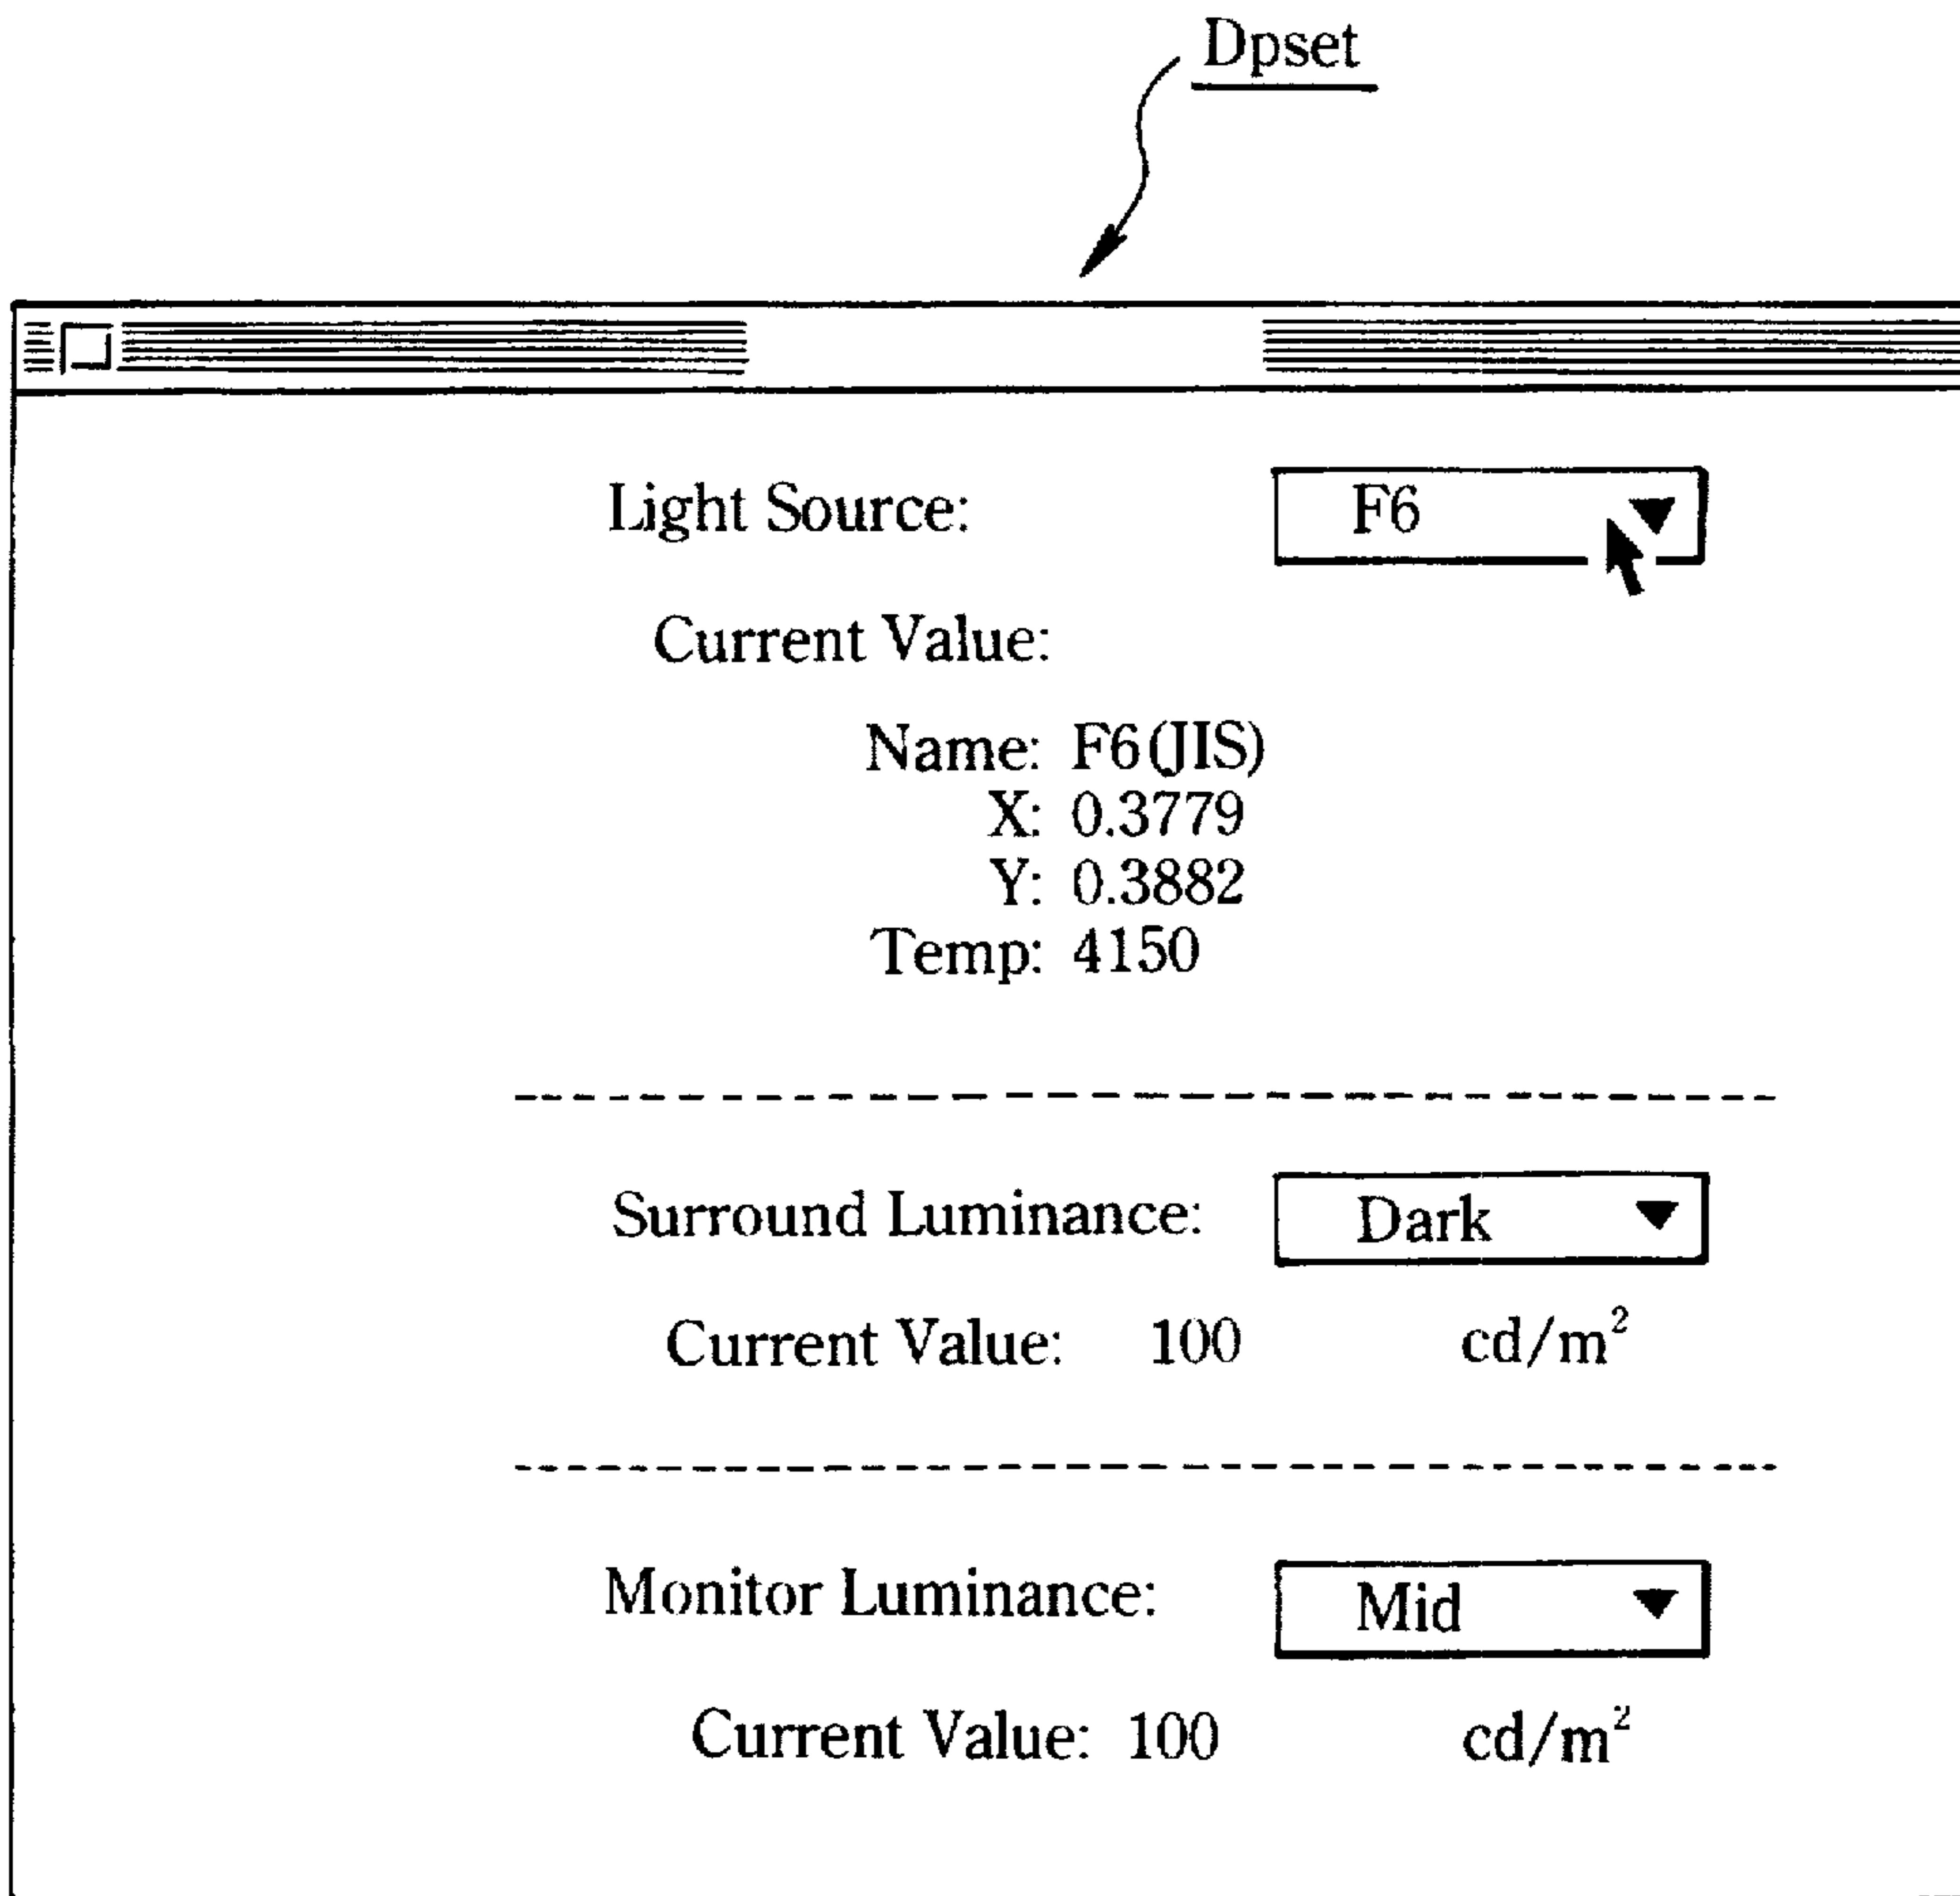 Dpset
Light Source: F6
Current Value:
Name: F6 (JIS)
X: 0.3779
Y: 0.3882
Temp: 4150
Surround Luminance: Dark
Current Value: 100 cd/m²
Monitor Luminance: Mid
Current Value: 100 cd/m²